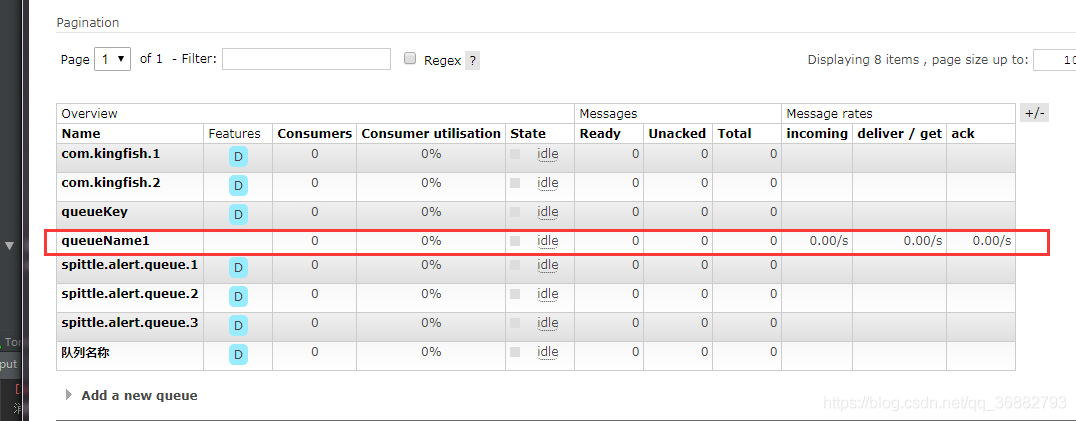 Pagination
Page 1 of 1 - Filter: Regex ? Displaying 8 items , page size up to: 10
Overview Messages Message rates +/-
Name Features Consumers Consumer utilisation State Ready Unacked Total incoming deliver / get ack
com.kingfish.1 D 0 0% idle 0 0 0
com.kingfish.2 D 0 0% idle 0 0 0
queueKey D 0 0% idle 0 0 0
queueName1 0 0% idle 0 0 0 0.00/s 0.00/s 0.00/s
spittle.alert.queue.1 D 0 0% idle 0 0 0
spittle.alert.queue.2 D 0 0% idle 0 0 0
spittle.alert.queue.3 D 0 0% idle 0 0 0
Ton
队列名称 D 0 0% idle 0 0 0
put
[
Add a new queue
https://blog.csdn.net/qq_36882793